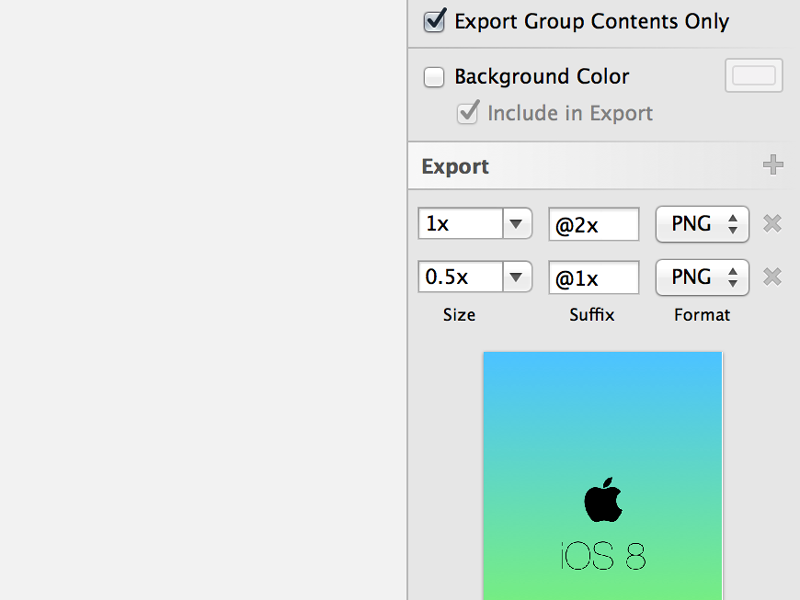 Export Group Contents Only
Background Color
Include in Export
Export
1x @2x PNG
0.5x @1x PNG
Size Suffix Format
iOS 8